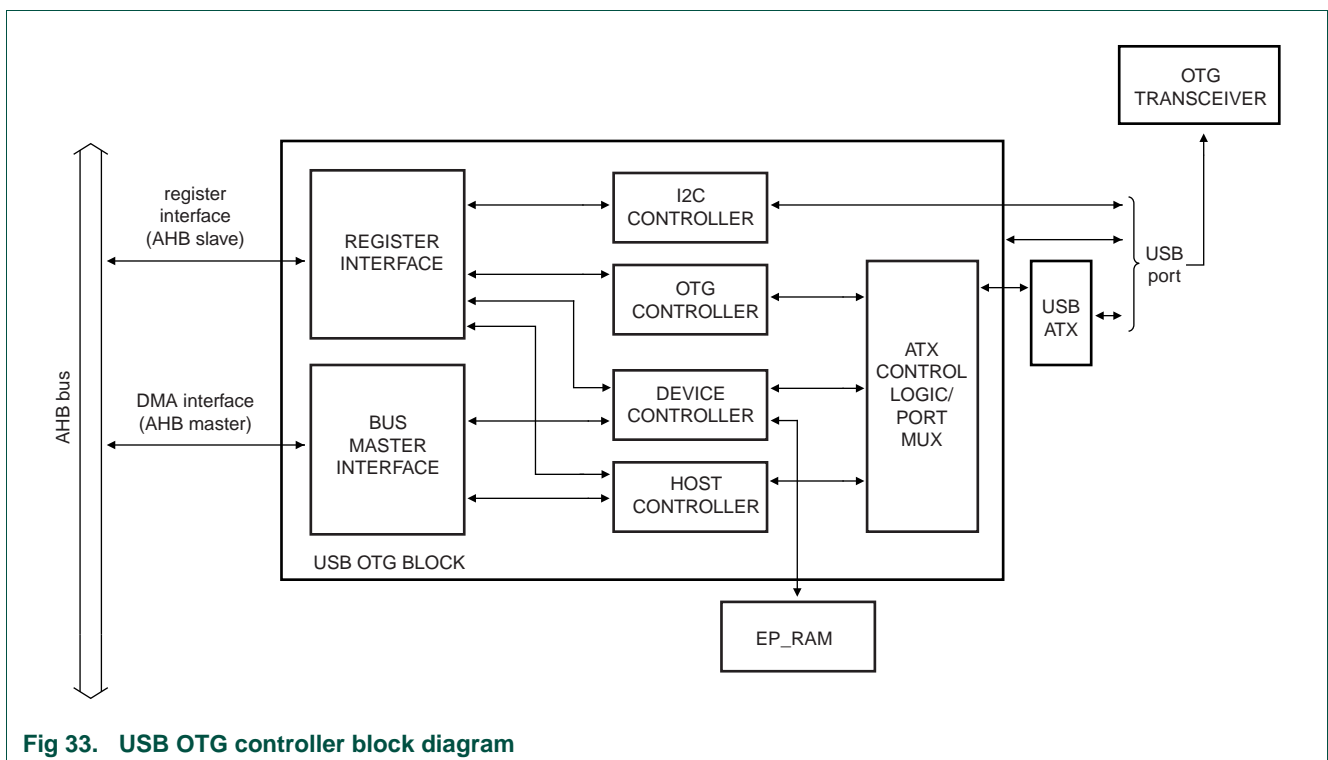 OTG
TRANSCEIVER
register
interface
(AHB slave)
REGISTER
INTERFACE
I2C
CONTROLLER
OTG
CONTROLLER
DEVICE
CONTROLLER
HOST
CONTROLLER
ATX
CONTROL
LOGIC/
PORT
MUX
USB
ATX
USB
port
AHB bus
DMA interface
(AHB master)
BUS
MASTER
INTERFACE
USB OTG BLOCK
EP_RAM
Fig 33. USB OTG controller block diagram